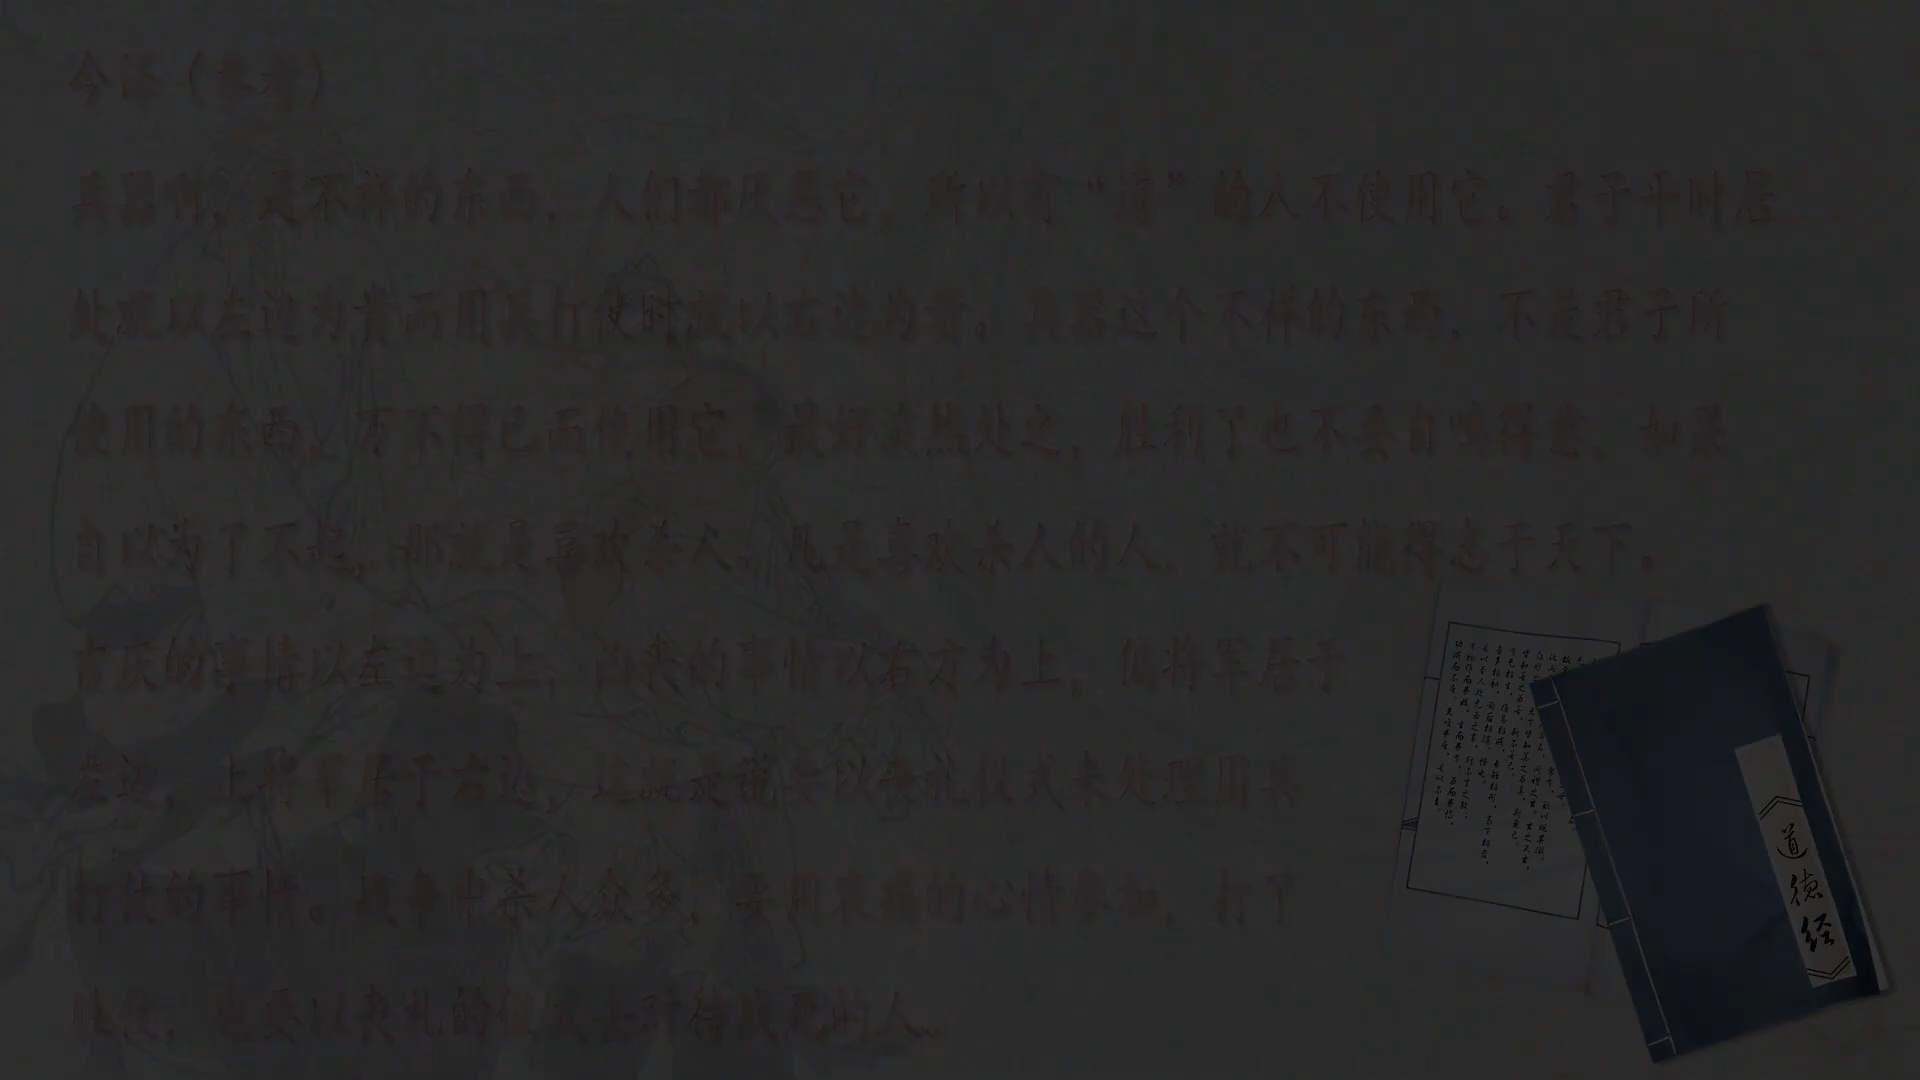 今译（参考）
兵器啊，是不祥的东西，人们都厌恶它，所以有“道”的人不使用它。君子平时居
处就以左边为贵而用兵打仗时就以右边为贵。兵器这个不祥的东西，不是君子所
使用的东西，万不得已而使用它，最好淡然处之，胜利了也不要自鸣得意，如果
自以为了不起，那就是喜欢杀人。凡是喜欢杀人的人，就不可能得志于天下。
吉庆的事情以左边为上，凶丧的事情以右方为上，偏将军居于
左边，上将军居于右边，这就是说要以丧礼仪式来处理用兵
打仗的事情。战争中杀人众多，要用哀痛的心情参加，打了
胜仗，也要以丧礼的仪式去对待战死的人。
道德经